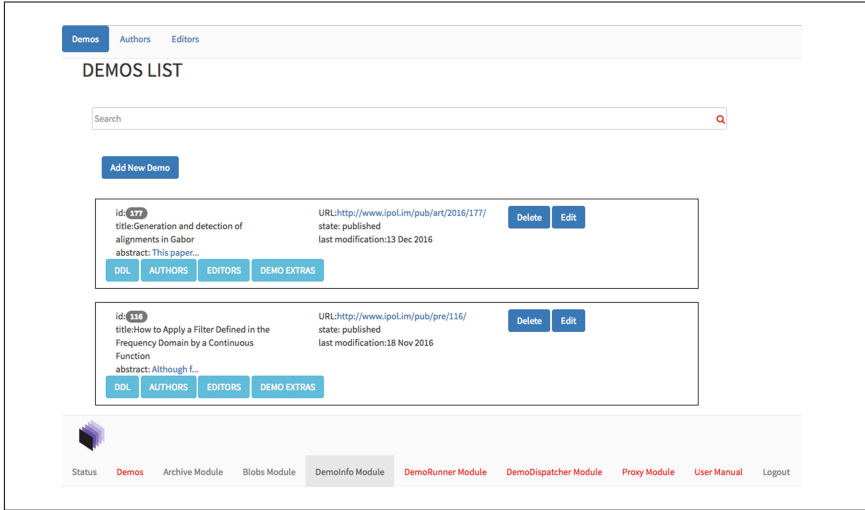 Demos Authors Editors
DEMOS LIST
Search
Add New Demo
id: 177
title:Generation and detection of
alignments in Gabor
abstract: This paper...
URL:http://www.ipol.im/pub/art/2016/177/
state: published
last modification:13 Dec 2016
Delete Edit
DDL AUTHORS EDITORS DEMO EXTRAS
id: 116
title:How to Apply a Filter Defined in the
Frequency Domain by a Continuous
Function
abstract: Although f...
URL:http://www.ipol.im/pub/pre/116/
state: published
last modification:18 Nov 2016
Delete Edit
DDL AUTHORS EDITORS DEMO EXTRAS
Status Demos Archive Module Blobs Module DemoInfo Module DemoRunner Module DemoDispatcher Module Proxy Module User Manual Logout